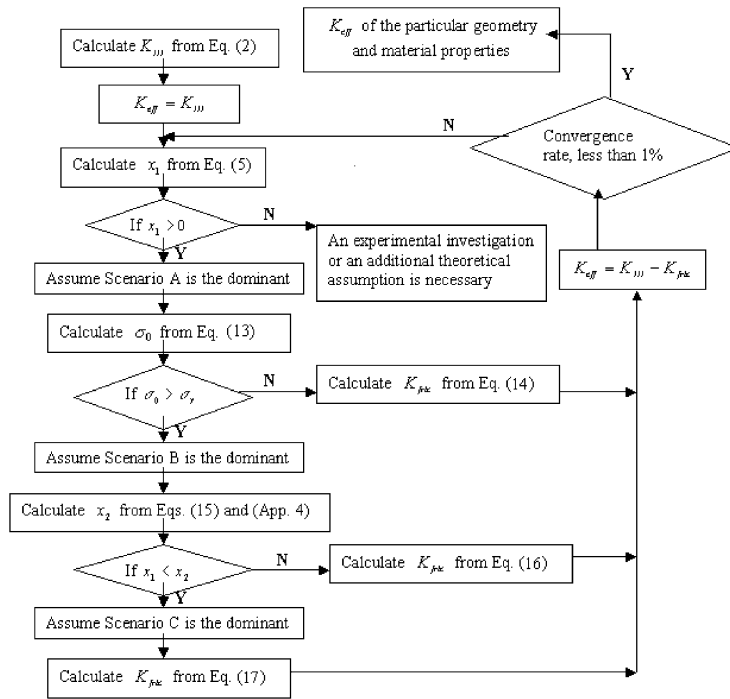 Calculate K_III from Eq. (2)
K_eff = K_III
Calculate x_1 from Eq. (5)
If x_1 > 0
N
Y
An experimental investigation
or an additional theoretical
assumption is necessary
Assume Scenario A is the dominant
Calculate σ_0 from Eq. (13)
If σ_0 > σ_y
N
Y
Calculate K_fric from Eq. (14)
Assume Scenario B is the dominant
Calculate x_2 from Eqs. (15) and (App. 4)
If x_1 < x_2
N
Y
Calculate K_fric from Eq. (16)
Assume Scenario C is the dominant
Calculate K_fric from Eq. (17)
K_eff = K_III − K_fric
Convergence
rate, less than 1%
N
Y
K_eff of the particular geometry
and material properties